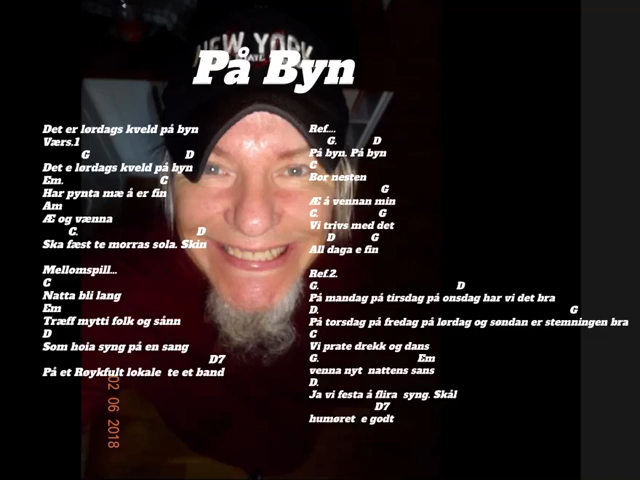 NEW YORK
STATE
På Byn
Det er lørdags kveld på byn
Værs.1
G D
Det e lørdags kveld på byn
Em. C
Har pynta mæ å er fin
Am
Æ og vænna
C. D
Ska fæst te morras sola. Skin
Mellomspill...
C
Natta bli lang
Em
Træff mytti folk og sånn
D
Som hoia syng på en sang
D7
På et Røykfult lokale te et band
Ref....
G. D
På byn. På byn
C
Bor nesten
G
Æ å vennan min
C. G
Vi trivs med det
D G
All daga e fin
Ref.2.
G. D
På mandag på tirsdag på onsdag har vi det bra
D. G
På torsdag på fredag på lørdag og søndan er stemningen bra
C
Vi prate drekk og dans
G. Em
venna nyt nattens sans
D.
Ja vi festa å flira syng. Skål
D7
humøret e godt
02 06 2018